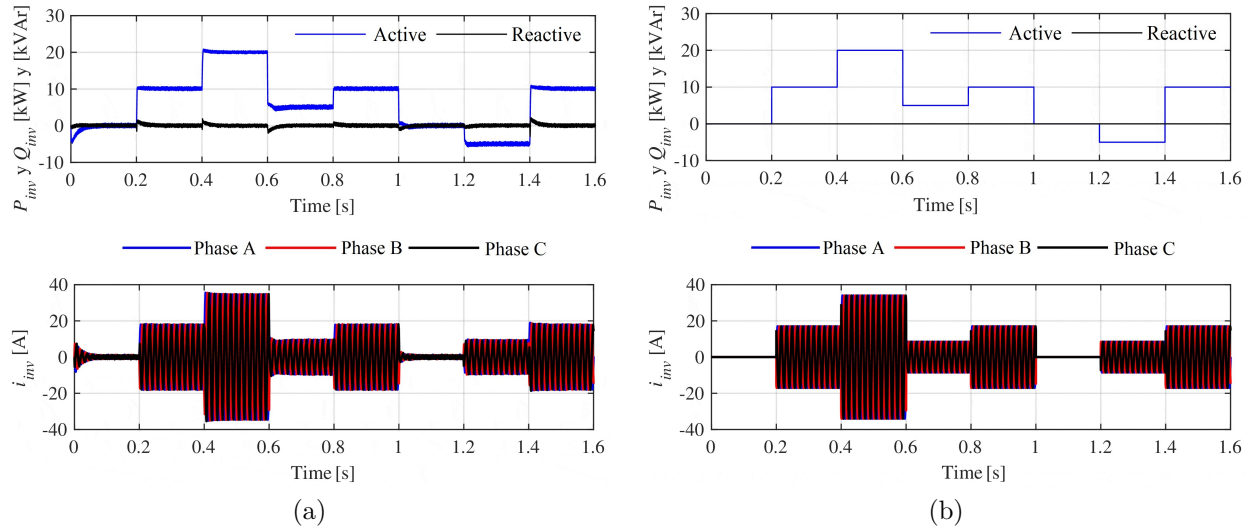 P_inv y Q_inv [kW] y [kVAr]
30
20
10
0
-10
Active
Reactive
0 0.2 0.4 0.6 0.8 1 1.2 1.4 1.6
Time [s]
Phase A
Phase B
Phase C
i_inv [A]
40
20
0
-20
-40
0 0.2 0.4 0.6 0.8 1 1.2 1.4 1.6
Time [s]
(a)
P_inv y Q_inv [kW] y [kVAr]
30
20
10
0
-10
Active
Reactive
0 0.2 0.4 0.6 0.8 1 1.2 1.4 1.6
Time [s]
Phase A
Phase B
Phase C
i_inv [A]
40
20
0
-20
-40
0 0.2 0.4 0.6 0.8 1 1.2 1.4 1.6
Time [s]
(b)